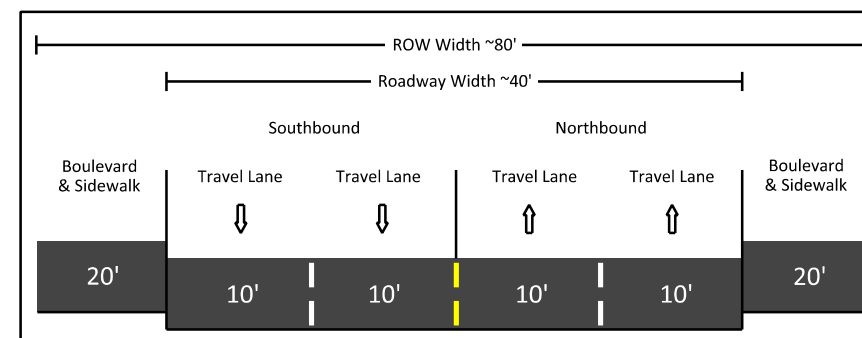 ROW Width ~80'
Roadway Width ~40'
Southbound
Northbound
Boulevard
& Sidewalk
Travel Lane
Travel Lane
Travel Lane
Travel Lane
Boulevard
& Sidewalk
20'
10'
10'
10'
10'
20'